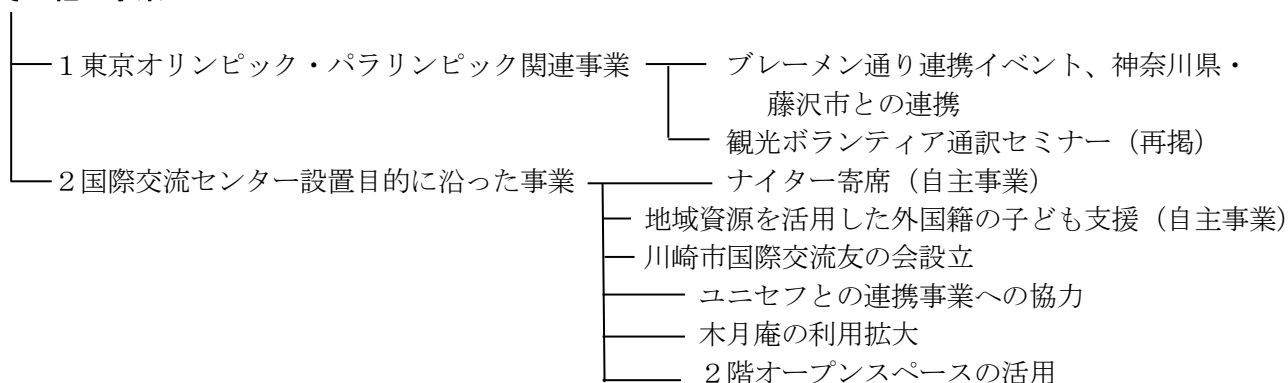 １東京オリンピック・パラリンピック関連事業
ブレーメン通り連携イベント、神奈川県・
藤沢市との連携
観光ボランティア通訳セミナー（再掲）
２国際交流センター設置目的に沿った事業
ナイター寄席（自主事業）
地域資源を活用した外国籍の子ども支援（自主事業）
川崎市国際交流友の会設立
ユニセフとの連携事業への協力
木月庵の利用拡大
２階オープンスペースの活用